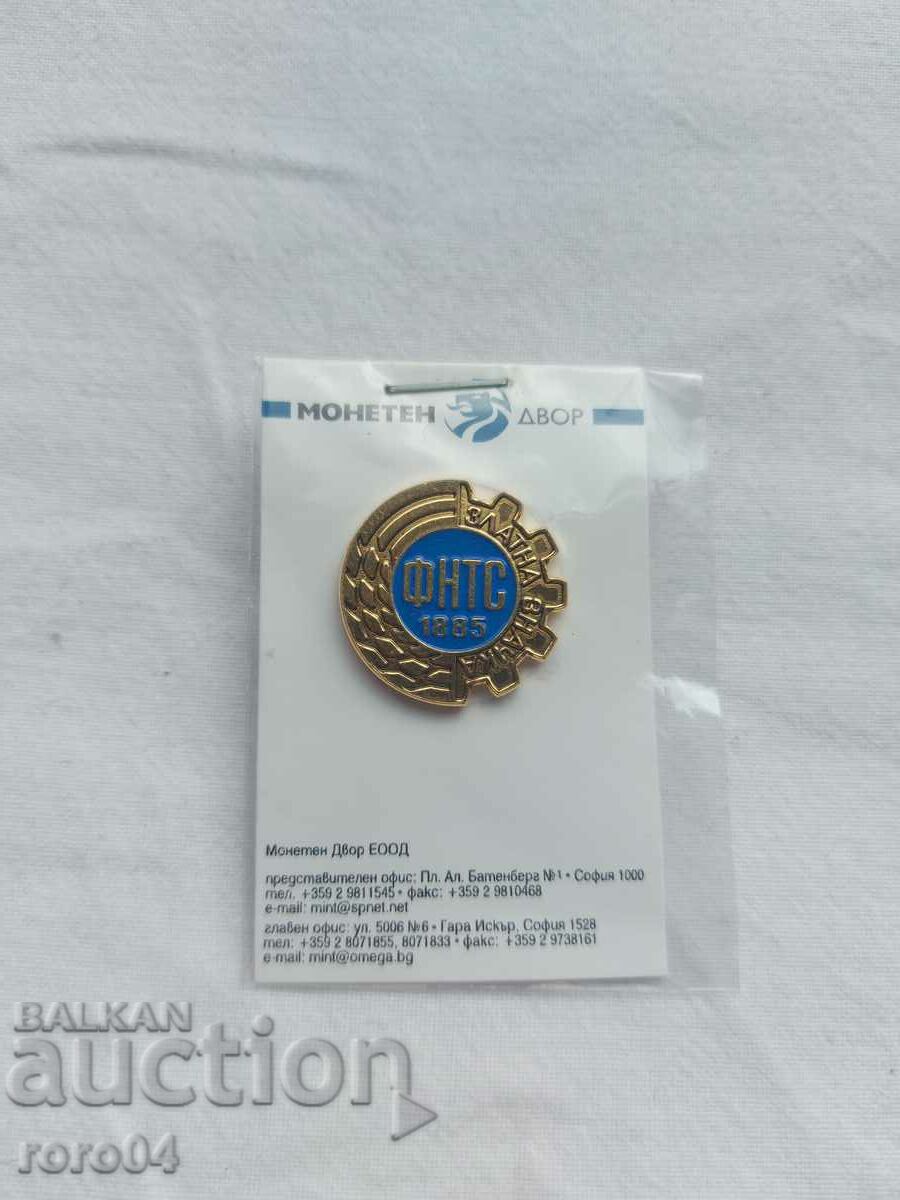 МОНЕТЕН ДВОР
ЗЛАТНА ЗНАЧКА
ФНТС
1885
Монетен Двор ЕООД
представителен офис: Пл. Ал. Батенберг №1 • София 1000
тел. +359 2 9811545 • факс: +359 2 9810468
e-mail: mint@spnet.net
главен офис: ул. 5006 №6 • Гара Искър, София 1528
тел: +359 2 8071855, 8071833 • факс: +359 2 9738161
e-mail: mint@omega.bg
BALKAN
auction
roro04